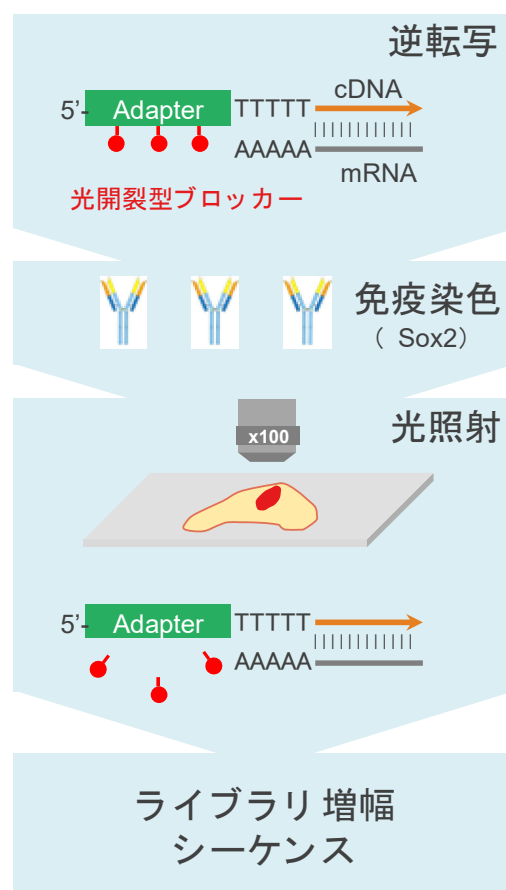 逆転写
cDNA
5'- Adapter TTTTT
AAAAA
mRNA
光開裂型ブロッカー
免疫染色
（ Sox2）
光照射
x100
5'- Adapter TTTTT
AAAAA
ライブラリ増幅
シーケンス